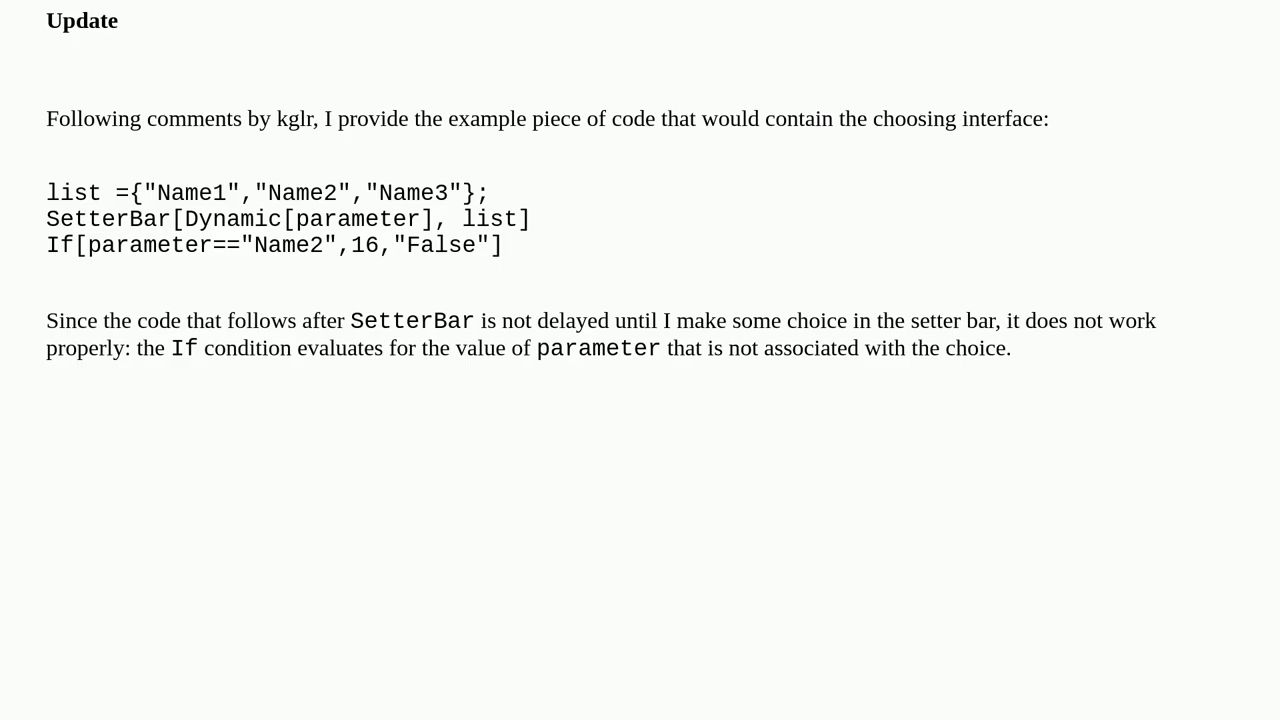 Update
Following comments by kglr, I provide the example piece of code that would contain the choosing interface:
list ={"Name1","Name2","Name3"};
SetterBar[Dynamic[parameter], list]
If[parameter=="Name2",16,"False"]
Since the code that follows after SetterBar is not delayed until I make some choice in the setter bar, it does not work
properly: the If condition evaluates for the value of parameter that is not associated with the choice.